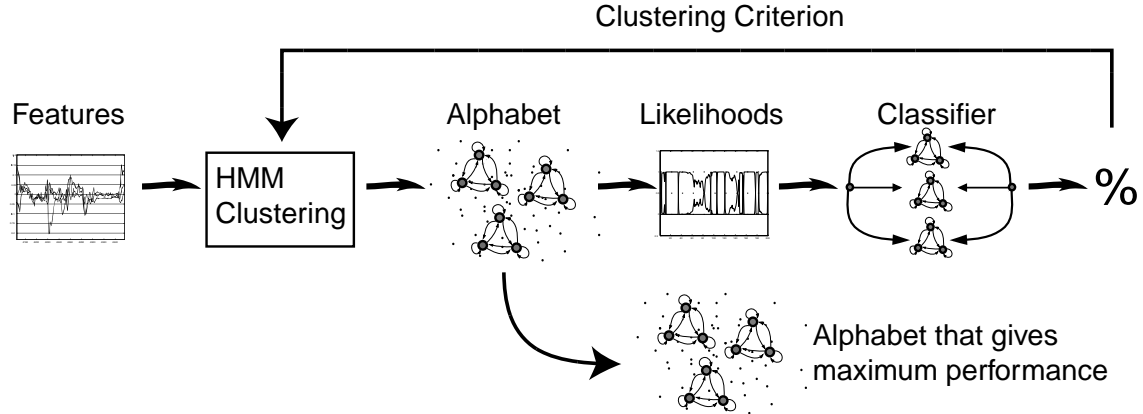 Clustering Criterion
Features
Alphabet
Likelihoods
Classifier
HMM
Clustering
%
Alphabet that gives
maximum performance